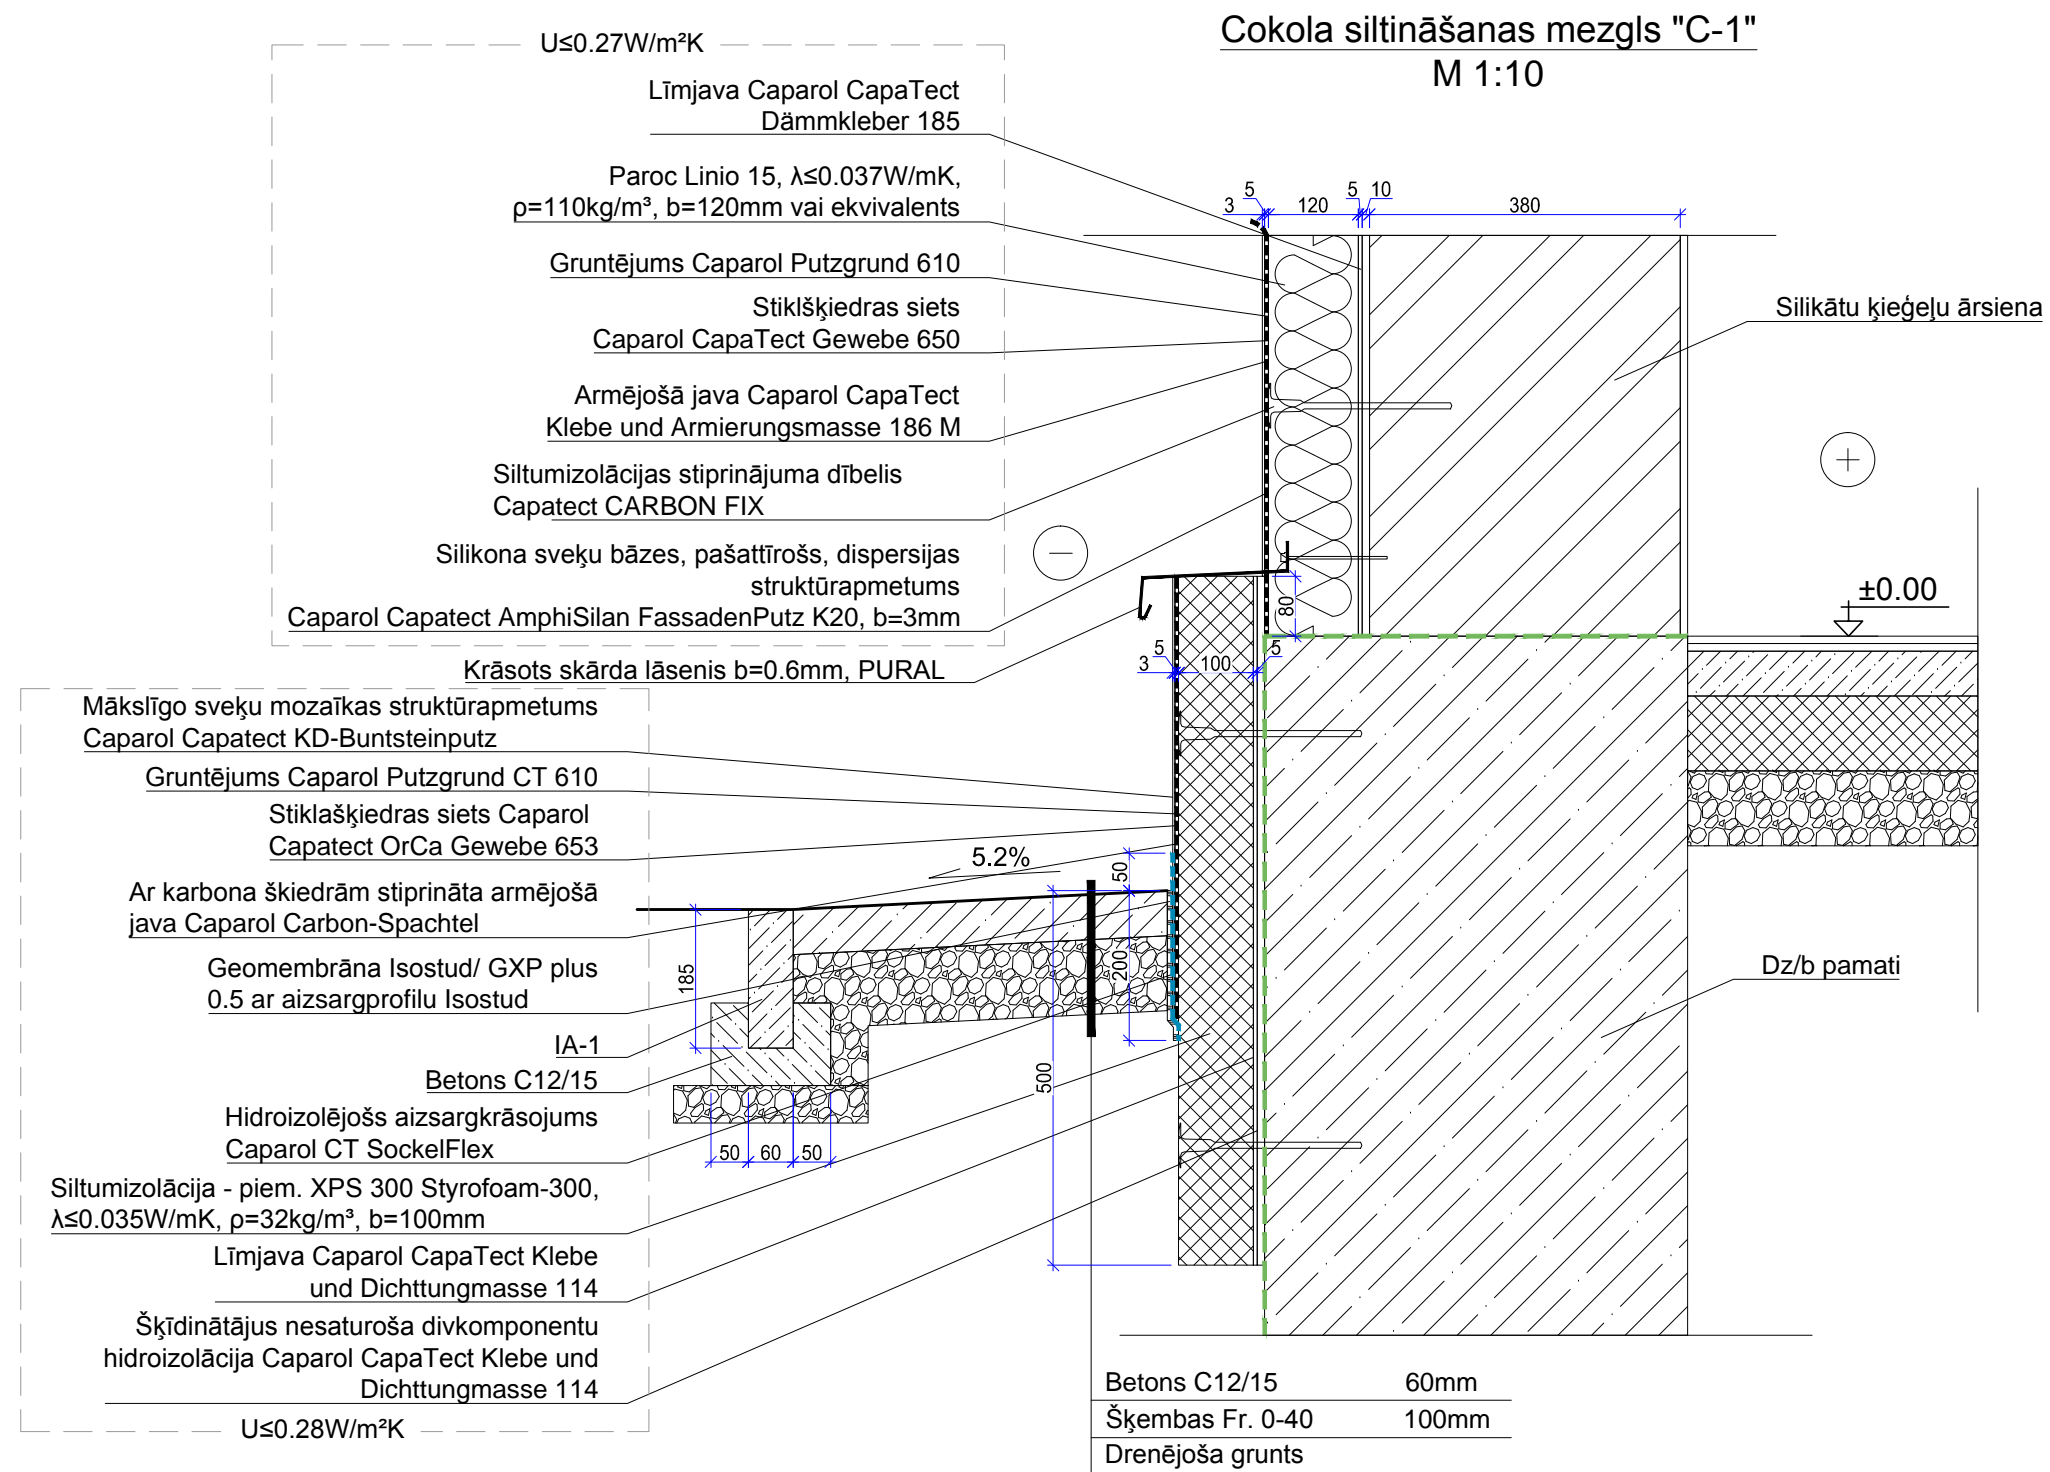 Cokola siltināšanas mezgls "C-1"
M 1:10
U≤0.27W/m²K
Līmjava Caparol CapaTect
Dämmkleber 185
Paroc Linio 15, λ≤0.037W/mK,
ρ=110kg/m³, b=120mm vai ekvivalents
Gruntējums Caparol Putzgrund 610
Stiklšķiedras siets
Caparol CapaTect Gewebe 650
Armējošā java Caparol CapaTect
Klebe und Armierungsmasse 186 M
Siltumizolācijas stiprinājuma dībelis
Capatect CARBON FIX
Silikona sveķu bāzes, pašattīrošs, dispersijas
struktūrapmetums
Caparol Capatect AmphiSilan FassadenPutz K20, b=3mm
Krāsots skārda lāsenis b=0.6mm, PURAL
Mākslīgo sveķu mozaīkas struktūrapmetums
Caparol Capatect KD-Buntsteinputz
Gruntējums Caparol Putzgrund CT 610
Stiklašķiedras siets Caparol
Capatect OrCa Gewebe 653
Ar karbona škiedrām stiprināta armējošā
java Caparol Carbon-Spachtel
Geomembrāna Isostud/ GXP plus
0.5 ar aizsargprofilu Isostud
IA-1
Betons C12/15
Hidroizolējošs aizsargkrāsojums
Caparol CT SockelFlex
Siltumizolācija - piem. XPS 300 Styrofoam-300,
λ≤0.035W/mK, ρ=32kg/m³, b=100mm
Līmjava Caparol CapaTect Klebe
und Dichttungmasse 114
Šķīdinātājus nesaturoša divkomponentu
hidroizolācija Caparol CapaTect Klebe und
Dichttungmasse 114
U≤0.28W/m²K
3 5 120 5 10 380
Silikātu ķieģeļu ārsiena
+
−
±0.00
80
3 5 100 5
5.2%
50
200
500
185
50 60 50
Dz/b pamati
Betons C12/15 60mm
Šķembas Fr. 0-40 100mm
Drenējoša grunts